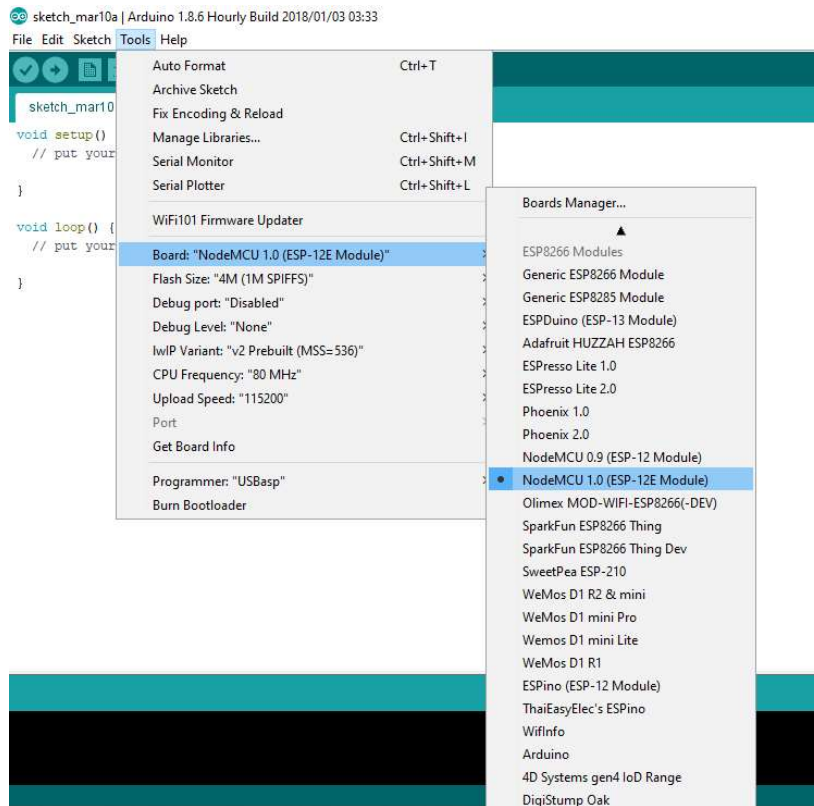 sketch_mar10a | Arduino 1.8.6 Hourly Build 2018/01/03 03:33
File Edit Sketch Tools Help
sketch_mar10
void setup()
// put your
}
void loop() {
// put your
}
Auto Format Ctrl+T
Archive Sketch
Fix Encoding & Reload
Manage Libraries... Ctrl+Shift+I
Serial Monitor Ctrl+Shift+M
Serial Plotter Ctrl+Shift+L
WiFi101 Firmware Updater
Board: "NodeMCU 1.0 (ESP-12E Module)"
Flash Size: "4M (1M SPIFFS)"
Debug port: "Disabled"
Debug Level: "None"
lwIP Variant: "v2 Prebuilt (MSS=536)"
CPU Frequency: "80 MHz"
Upload Speed: "115200"
Port
Get Board Info
Programmer: "USBasp"
Burn Bootloader
Boards Manager...
ESP8266 Modules
Generic ESP8266 Module
Generic ESP8285 Module
ESPDuino (ESP-13 Module)
Adafruit HUZZAH ESP8266
ESPresso Lite 1.0
ESPresso Lite 2.0
Phoenix 1.0
Phoenix 2.0
NodeMCU 0.9 (ESP-12 Module)
NodeMCU 1.0 (ESP-12E Module)
Olimex MOD-WIFI-ESP8266(-DEV)
SparkFun ESP8266 Thing
SparkFun ESP8266 Thing Dev
SweetPea ESP-210
WeMos D1 R2 & mini
WeMos D1 mini Pro
Wemos D1 mini Lite
WeMos D1 R1
ESPino (ESP-12 Module)
ThaiEasyElec's ESPino
WifInfo
Arduino
4D Systems gen4 IoD Range
DigiStump Oak